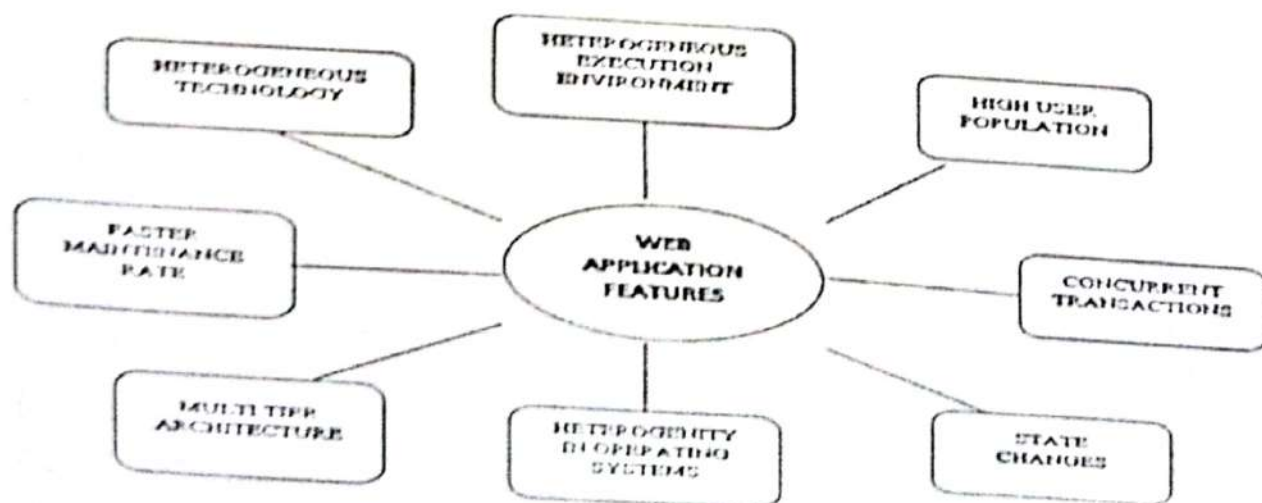 HETEROGENEOUS
TECHNOLOGY
HETEROGENEOUS
EXECUTION
ENVIRONMENT
HIGH USER
POPULATION
FASTER
MAINTENANCE
RATE
WEB
APPLICATION
FEATURES
CONCURRENT
TRANSACTIONS
MULTI TIER
ARCHITECTURE
HETEROGENITY
IN OPERATING
SYSTEMS
STATE
CHANGES